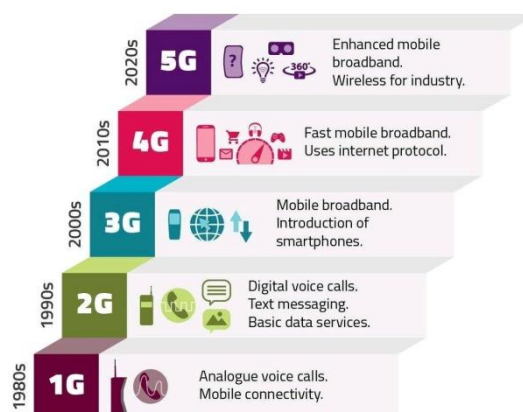 2020s
5G
?
360°
Enhanced mobile
broadband.
Wireless for industry.
2010s
4G
Fast mobile broadband.
Uses internet protocol.
2000s
3G
Mobile broadband.
Introduction of
smartphones.
1990s
2G
Digital voice calls.
Text messaging.
Basic data services.
1980s
1G
Analogue voice calls.
Mobile connectivity.